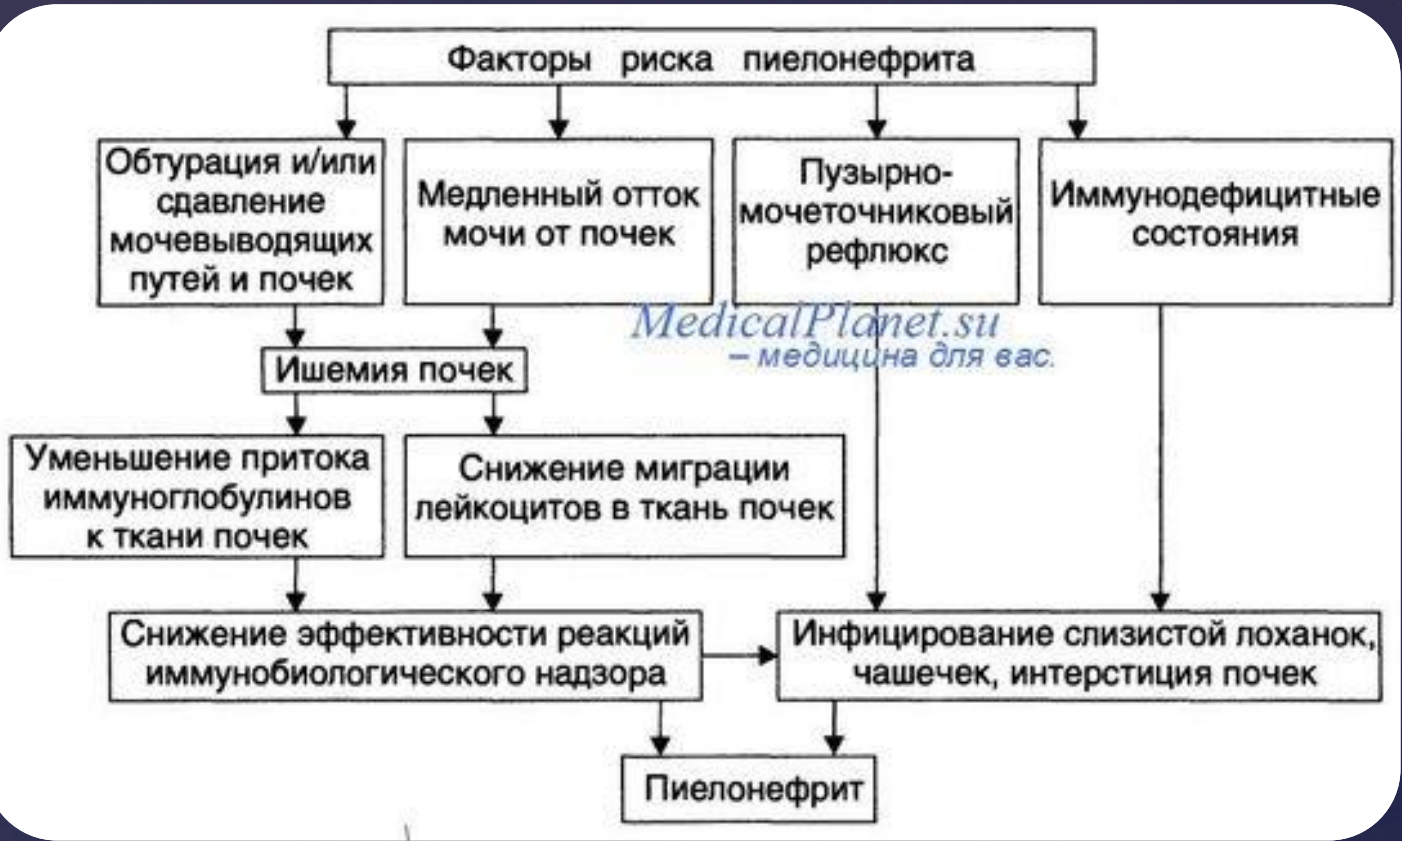 Факторы риска пиелонефрита
Обтурация и/или
сдавление
мочевыводящих
путей и почек
Медленный отток
мочи от почек
Пузырно-
мочеточниковый
рефлюкс
Иммунодефицитные
состояния
MedicalPlanet.su
– медицина для вас.
Ишемия почек
Уменьшение притока
иммуноглобулинов
к ткани почек
Снижение миграции
лейкоцитов в ткань почек
Снижение эффективности реакций
иммунобиологического надзора
Инфицирование слизистой лоханок,
чашечек, интерстиция почек
Пиелонефрит